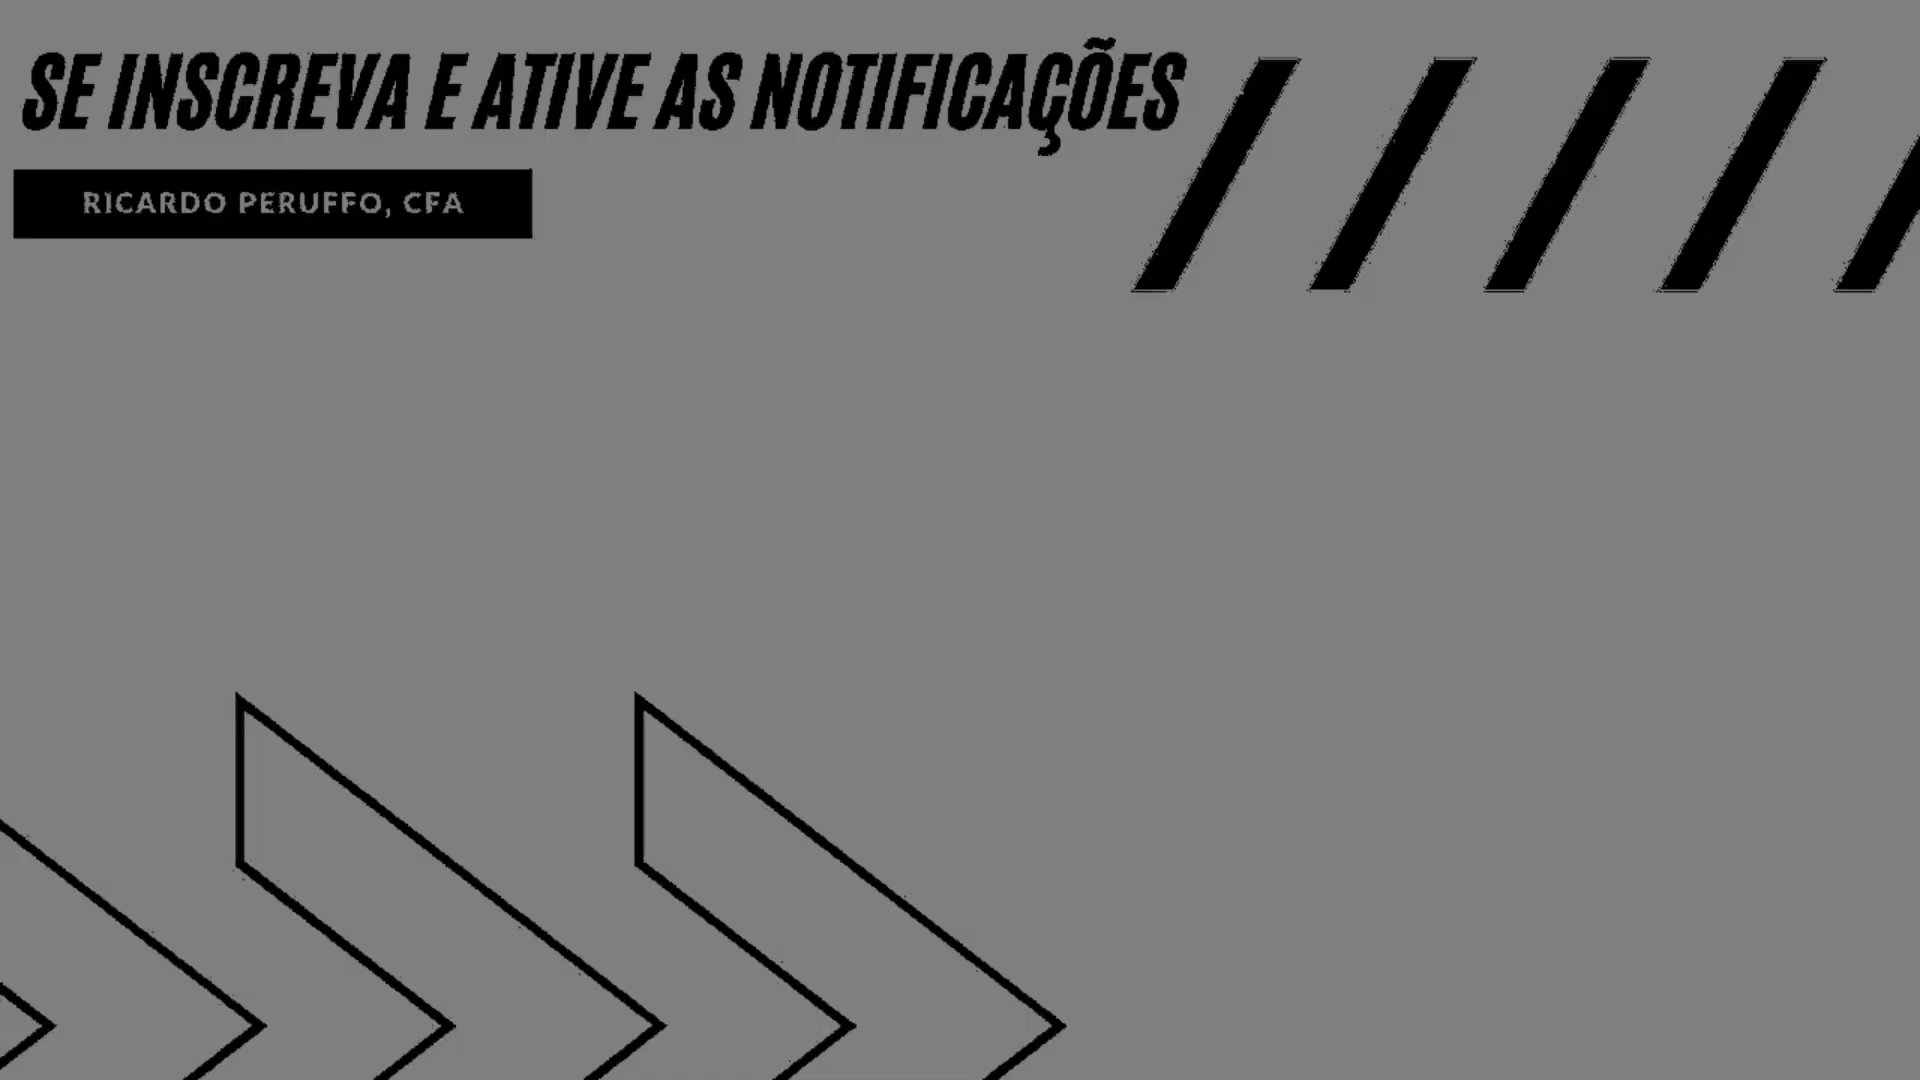 SE INSCREVA E ATIVE AS NOTIFICAÇÕES
RICARDO PERUFFO, CFA